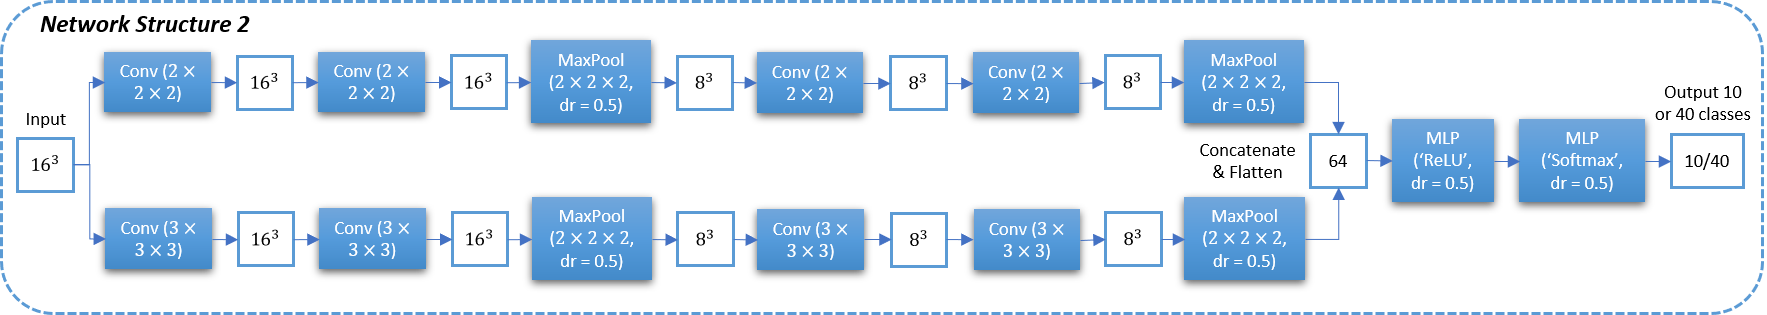 Network Structure 2
Input
16³
Conv (2 ×
2 × 2)
16³
Conv (2 ×
2 × 2)
16³
MaxPool
(2 × 2 × 2,
dr = 0.5)
8³
Conv (2 ×
2 × 2)
8³
Conv (2 ×
2 × 2)
8³
MaxPool
(2 × 2 × 2,
dr = 0.5)
Conv (3 ×
3 × 3)
16³
Conv (3 ×
3 × 3)
16³
MaxPool
(2 × 2 × 2,
dr = 0.5)
8³
Conv (3 ×
3 × 3)
8³
Conv (3 ×
3 × 3)
8³
MaxPool
(2 × 2 × 2,
dr = 0.5)
Concatenate
& Flatten
64
MLP
(‘ReLU’,
dr = 0.5)
MLP
(‘Softmax’,
dr = 0.5)
Output 10
or 40 classes
10/40